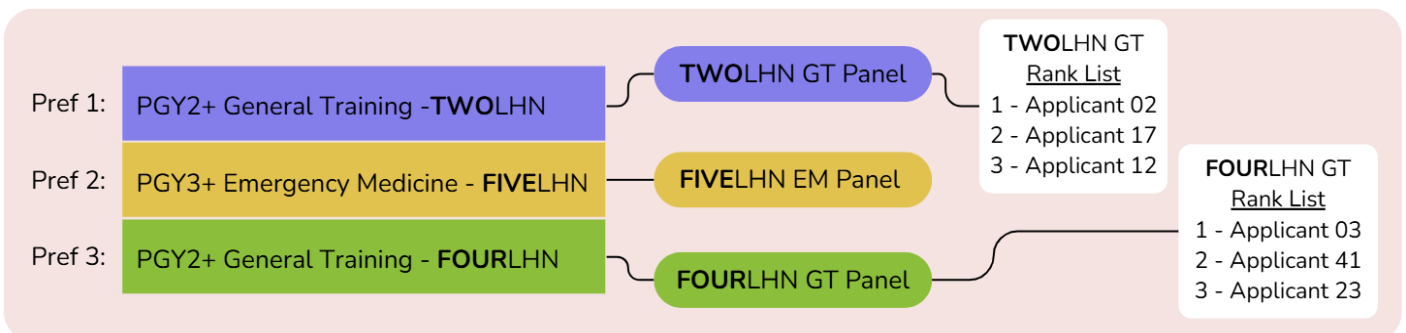 Pref 1:
PGY2+ General Training -TWOLHN
TWOLHN GT Panel
TWOLHN GT
Rank List
1 - Applicant 02
2 - Applicant 17
3 - Applicant 12
Pref 2:
PGY3+ Emergency Medicine - FIVELHN
FIVELHN EM Panel
Pref 3:
PGY2+ General Training - FOURLHN
FOURLHN GT Panel
FOURLHN GT
Rank List
1 - Applicant 03
2 - Applicant 41
3 - Applicant 23